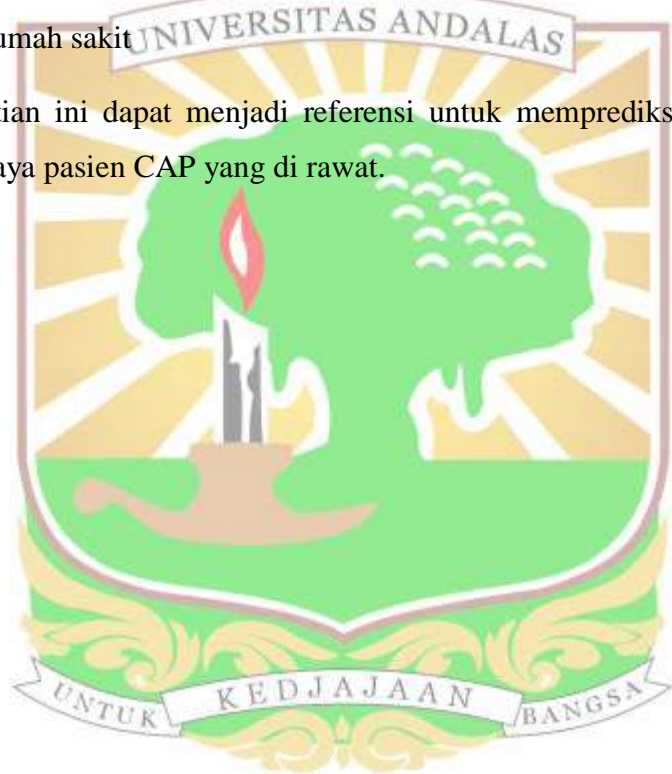 UNIVERSITAS ANDALAS
umah sakit
tian ini dapat menjadi referensi untuk memprediks
aya pasien CAP yang di rawat.
UNTUK KEDJAJAAN BANGSA